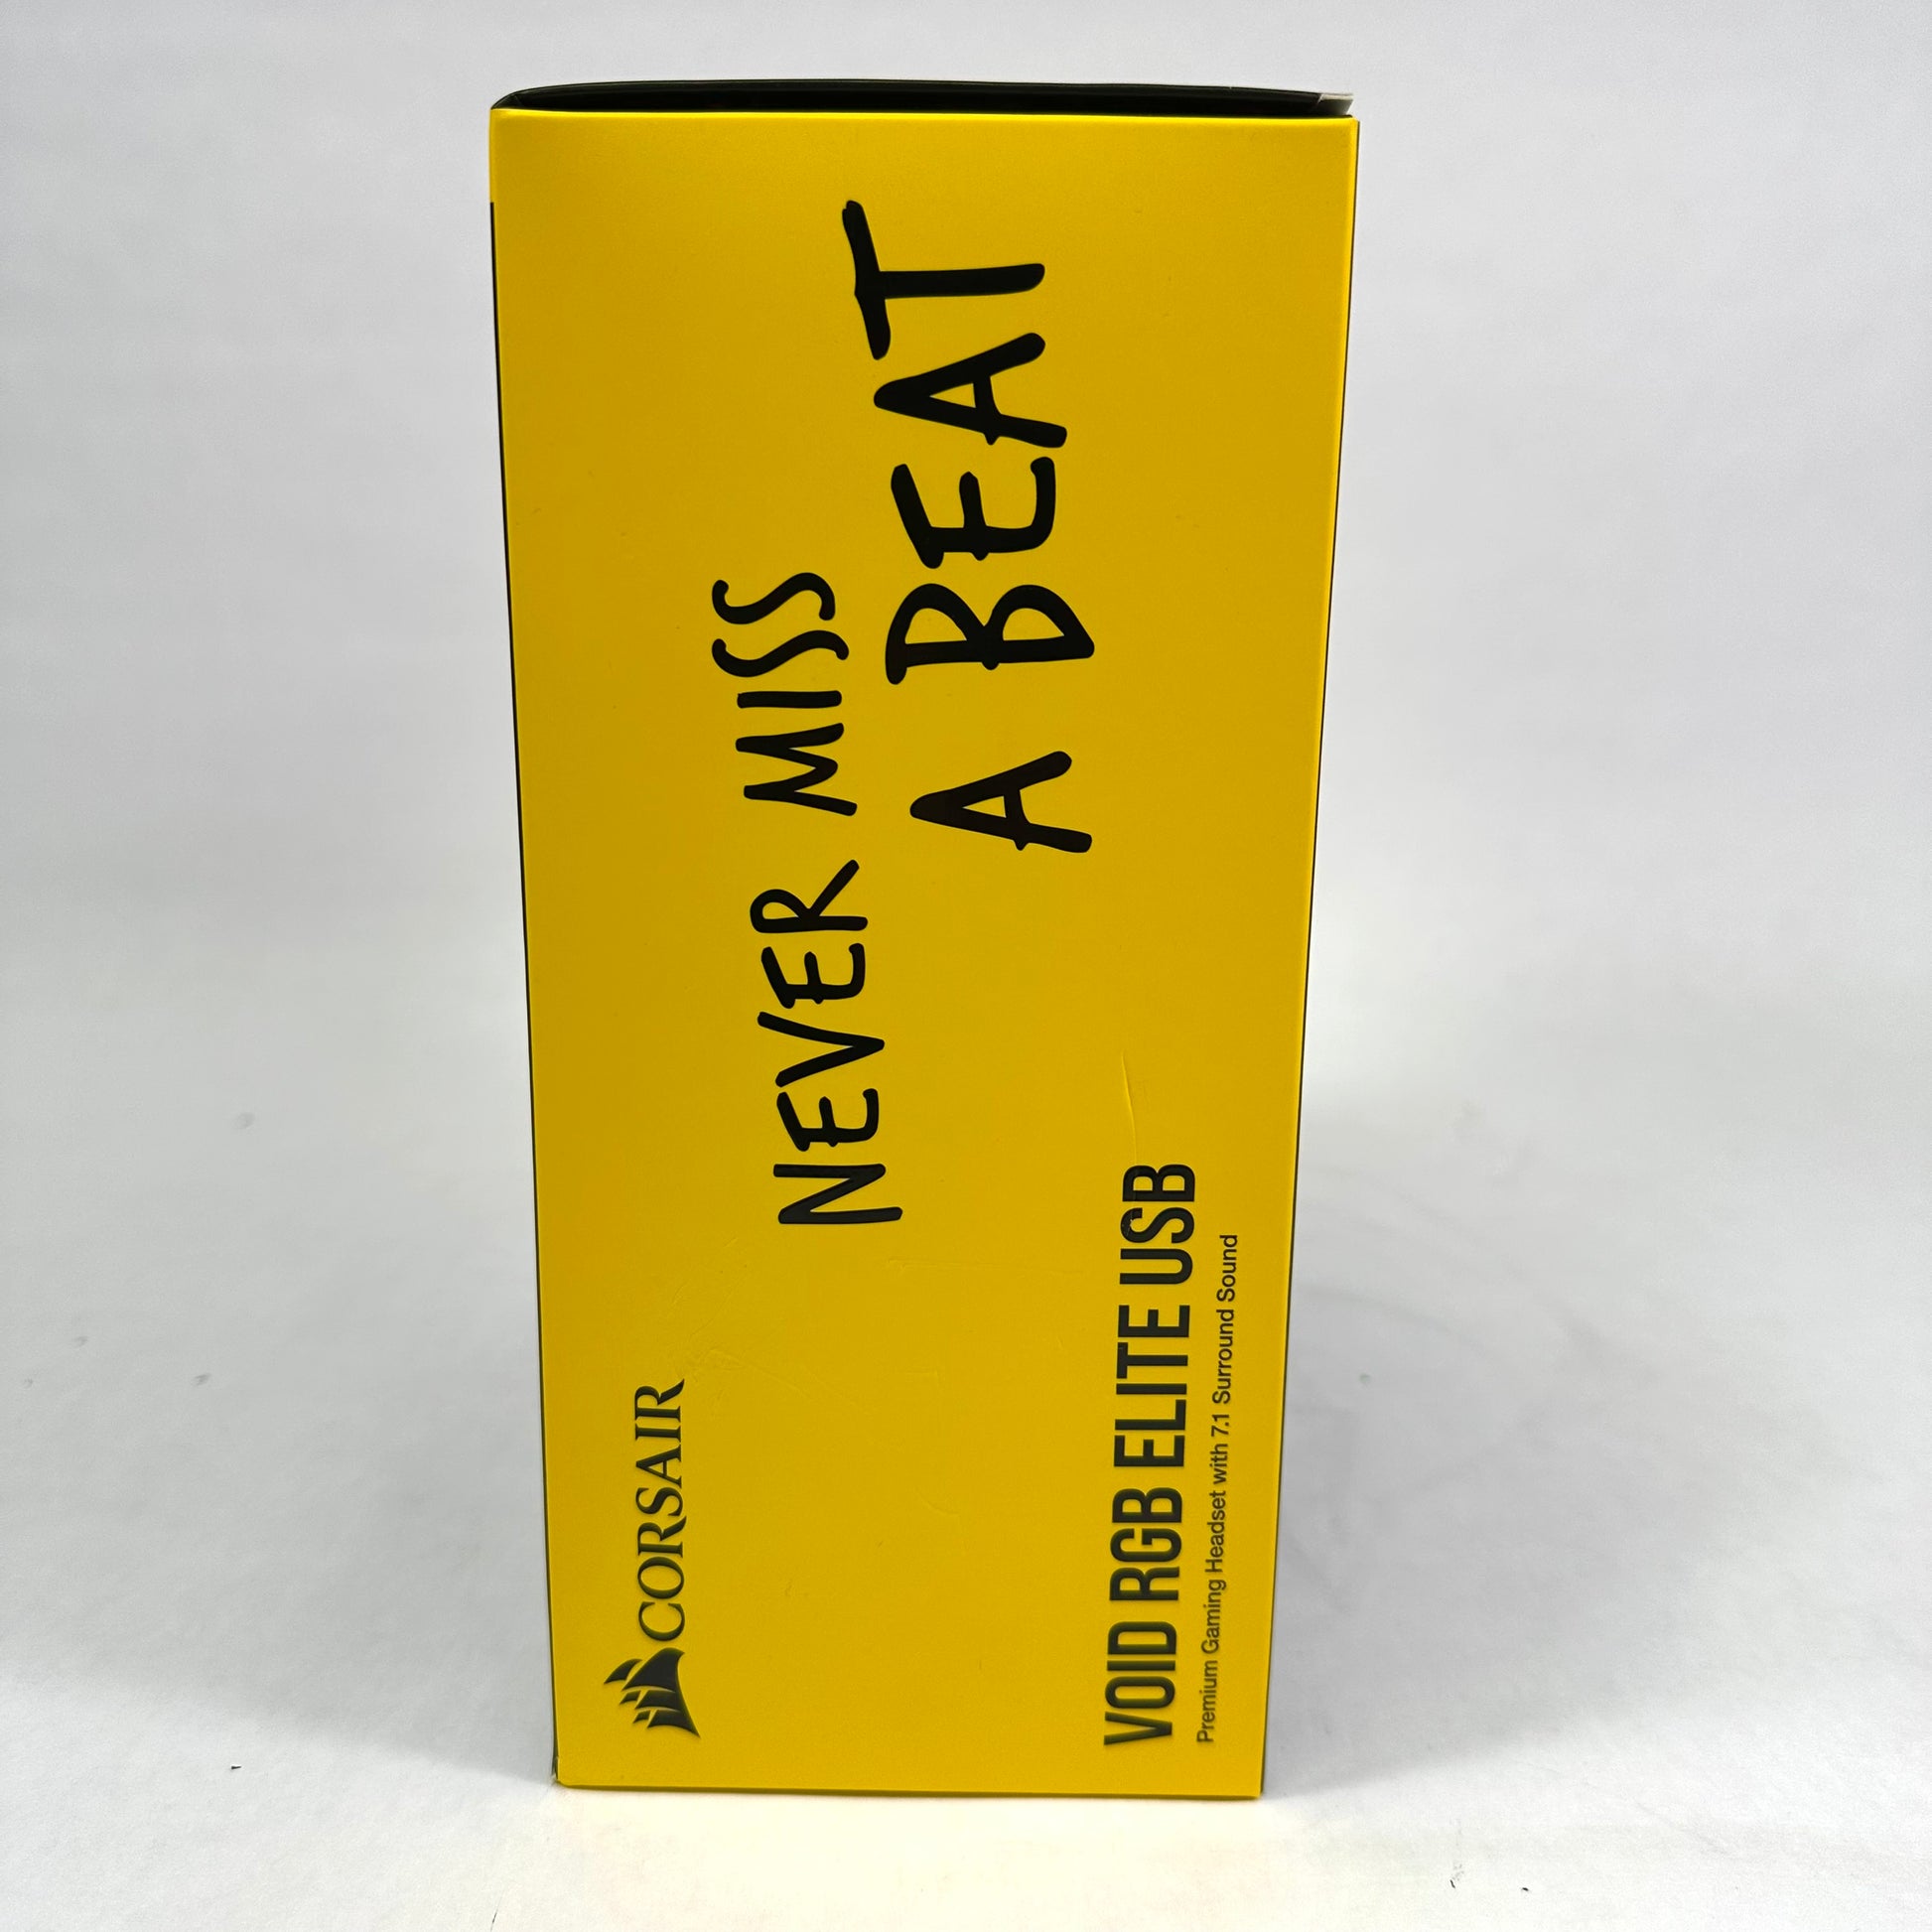 NEVER MISS
A BEAT
CORSAIR
VOID RGB ELITE USB
Premium Gaming Headset with 7.1 Surround Sound